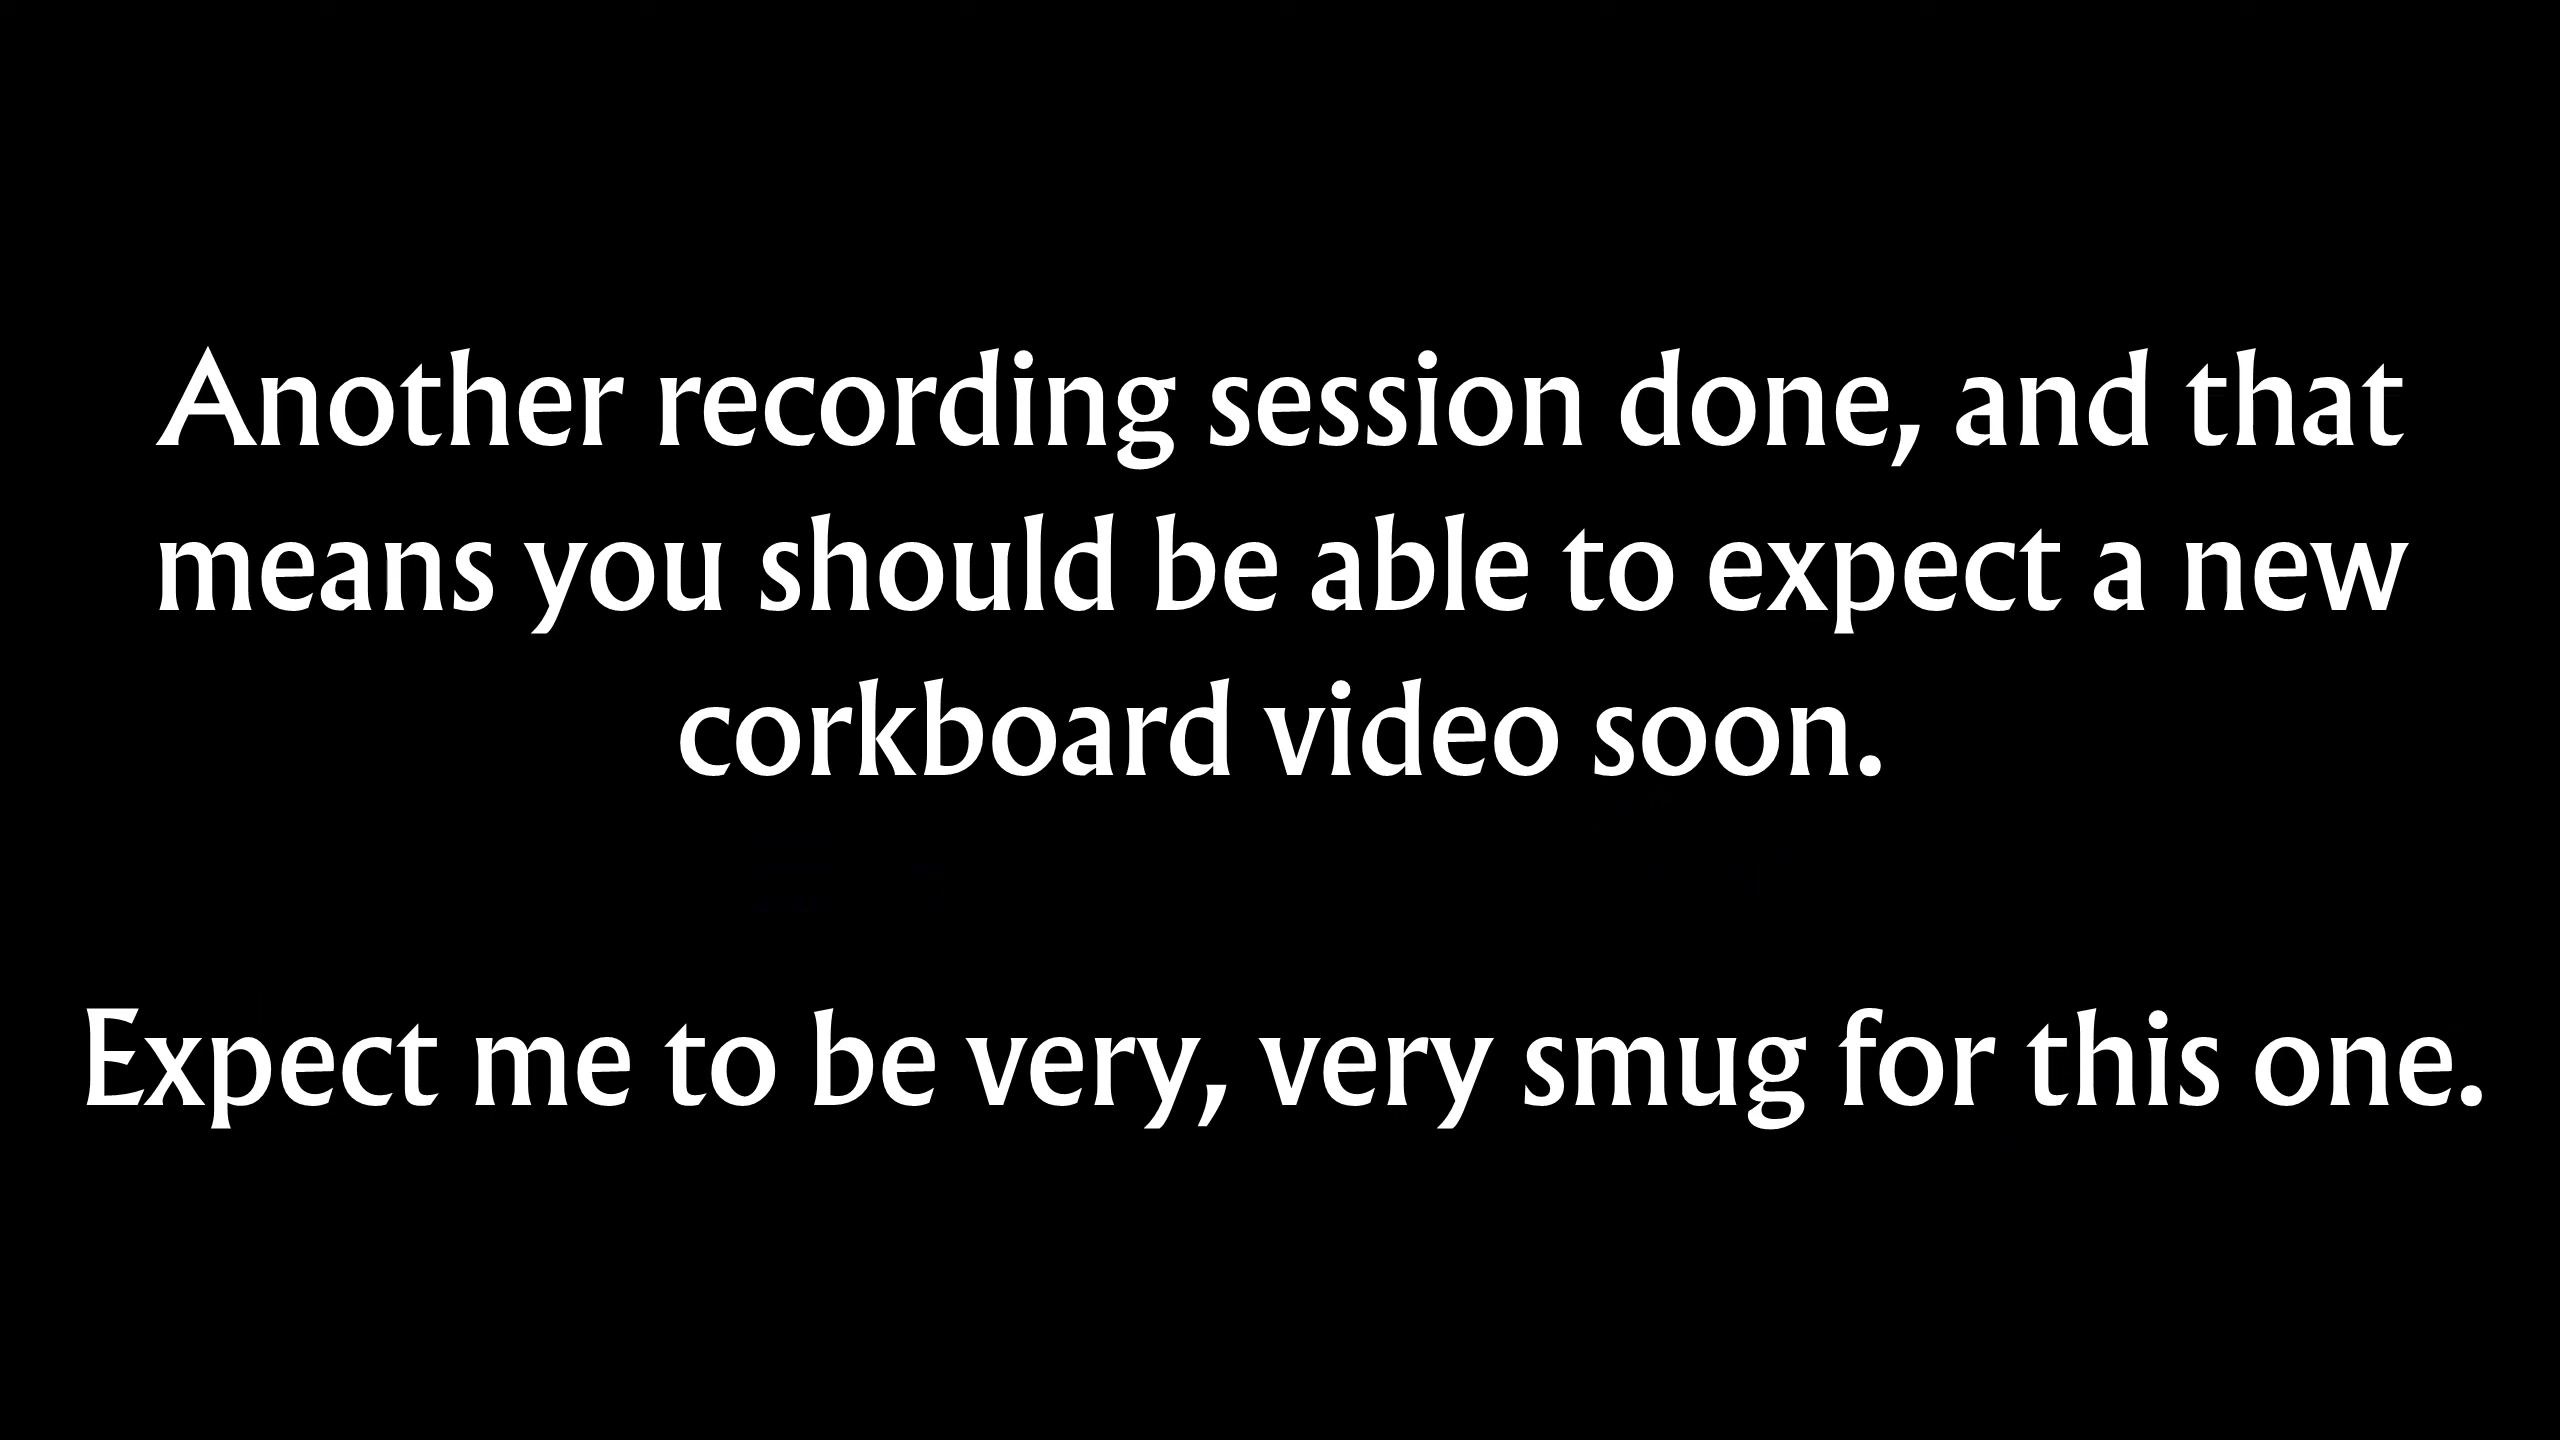 Another recording session done, and that
means you should be able to expect a new
corkboard video soon.
Expect me to be very, very smug for this one.